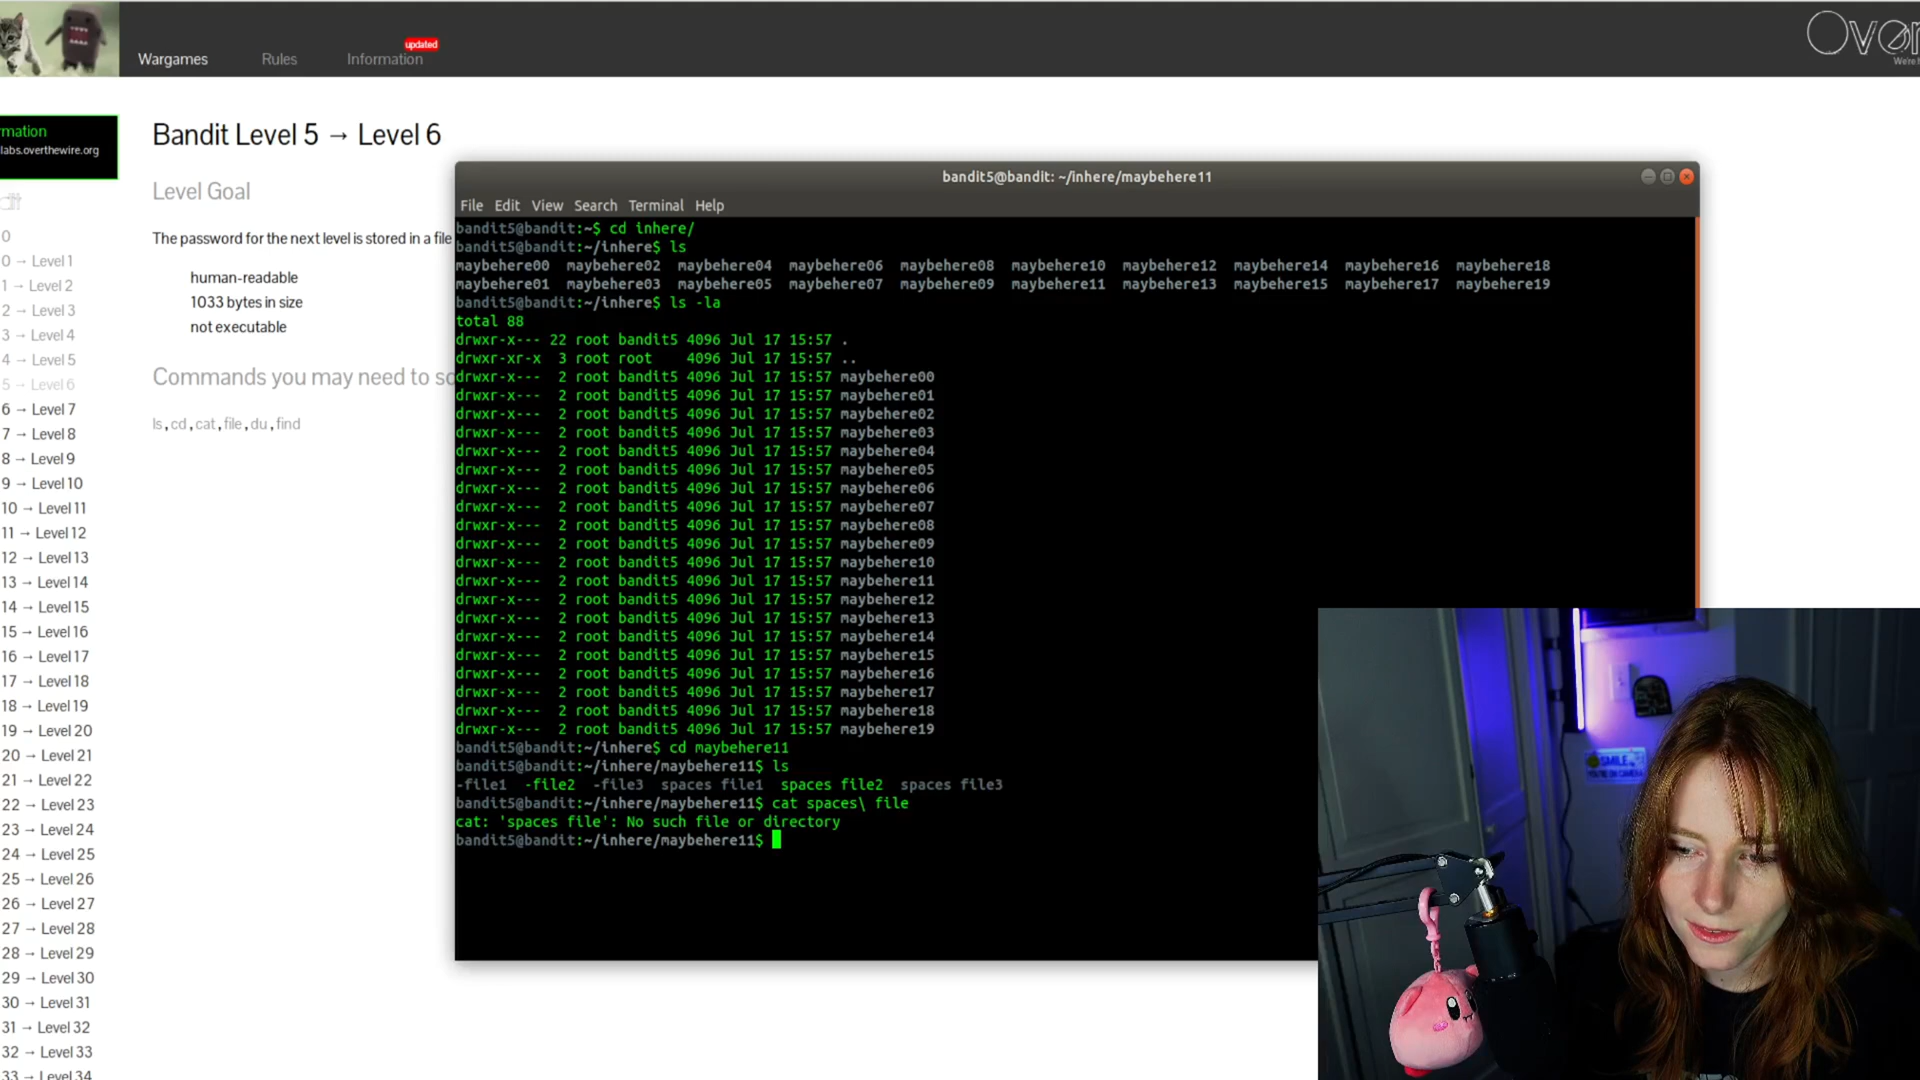 Wargames
Rules
Information
updated
We're h
rmation
labs.overthewire.org
0
0 → Level 1
1 → Level 2
2 → Level 3
3 → Level 4
4 → Level 5
5 → Level 6
6 → Level 7
7 → Level 8
8 → Level 9
9 → Level 10
10 → Level 11
11 → Level 12
12 → Level 13
13 → Level 14
14 → Level 15
15 → Level 16
16 → Level 17
17 → Level 18
18 → Level 19
19 → Level 20
20 → Level 21
21 → Level 22
22 → Level 23
23 → Level 24
24 → Level 25
25 → Level 26
26 → Level 27
27 → Level 28
28 → Level 29
29 → Level 30
30 → Level 31
31 → Level 32
32 → Level 33
33 → Level 34
Bandit Level 5 → Level 6
Level Goal
The password for the next level is stored in a file
human-readable
1033 bytes in size
not executable
Commands you may need to so
ls, cd, cat, file, du, find
bandit5@bandit: ~/inhere/maybehere11
File Edit View Search Terminal Help
bandit5@bandit:~$ cd inhere/
bandit5@bandit:~/inhere$ ls
maybehere00 maybehere02 maybehere04 maybehere06 maybehere08 maybehere10 maybehere12 maybehere14 maybehere16 maybehere18
maybehere01 maybehere03 maybehere05 maybehere07 maybehere09 maybehere11 maybehere13 maybehere15 maybehere17 maybehere19
bandit5@bandit:~/inhere$ ls -la
total 88
drwxr-x--- 22 root bandit5 4096 Jul 17 15:57 .
drwxr-xr-x 3 root root 4096 Jul 17 15:57 ..
drwxr-x--- 2 root bandit5 4096 Jul 17 15:57 maybehere00
drwxr-x--- 2 root bandit5 4096 Jul 17 15:57 maybehere01
drwxr-x--- 2 root bandit5 4096 Jul 17 15:57 maybehere02
drwxr-x--- 2 root bandit5 4096 Jul 17 15:57 maybehere03
drwxr-x--- 2 root bandit5 4096 Jul 17 15:57 maybehere04
drwxr-x--- 2 root bandit5 4096 Jul 17 15:57 maybehere05
drwxr-x--- 2 root bandit5 4096 Jul 17 15:57 maybehere06
drwxr-x--- 2 root bandit5 4096 Jul 17 15:57 maybehere07
drwxr-x--- 2 root bandit5 4096 Jul 17 15:57 maybehere08
drwxr-x--- 2 root bandit5 4096 Jul 17 15:57 maybehere09
drwxr-x--- 2 root bandit5 4096 Jul 17 15:57 maybehere10
drwxr-x--- 2 root bandit5 4096 Jul 17 15:57 maybehere11
drwxr-x--- 2 root bandit5 4096 Jul 17 15:57 maybehere12
drwxr-x--- 2 root bandit5 4096 Jul 17 15:57 maybehere13
drwxr-x--- 2 root bandit5 4096 Jul 17 15:57 maybehere14
drwxr-x--- 2 root bandit5 4096 Jul 17 15:57 maybehere15
drwxr-x--- 2 root bandit5 4096 Jul 17 15:57 maybehere16
drwxr-x--- 2 root bandit5 4096 Jul 17 15:57 maybehere17
drwxr-x--- 2 root bandit5 4096 Jul 17 15:57 maybehere18
drwxr-x--- 2 root bandit5 4096 Jul 17 15:57 maybehere19
bandit5@bandit:~/inhere$ cd maybehere11
bandit5@bandit:~/inhere/maybehere11$ ls
-file1 -file2 -file3 spaces file1 spaces file2 spaces file3
bandit5@bandit:~/inhere/maybehere11$ cat spaces\ file
cat: 'spaces file': No such file or directory
bandit5@bandit:~/inhere/maybehere11$
SMILE
YOU'RE ON CAMERA